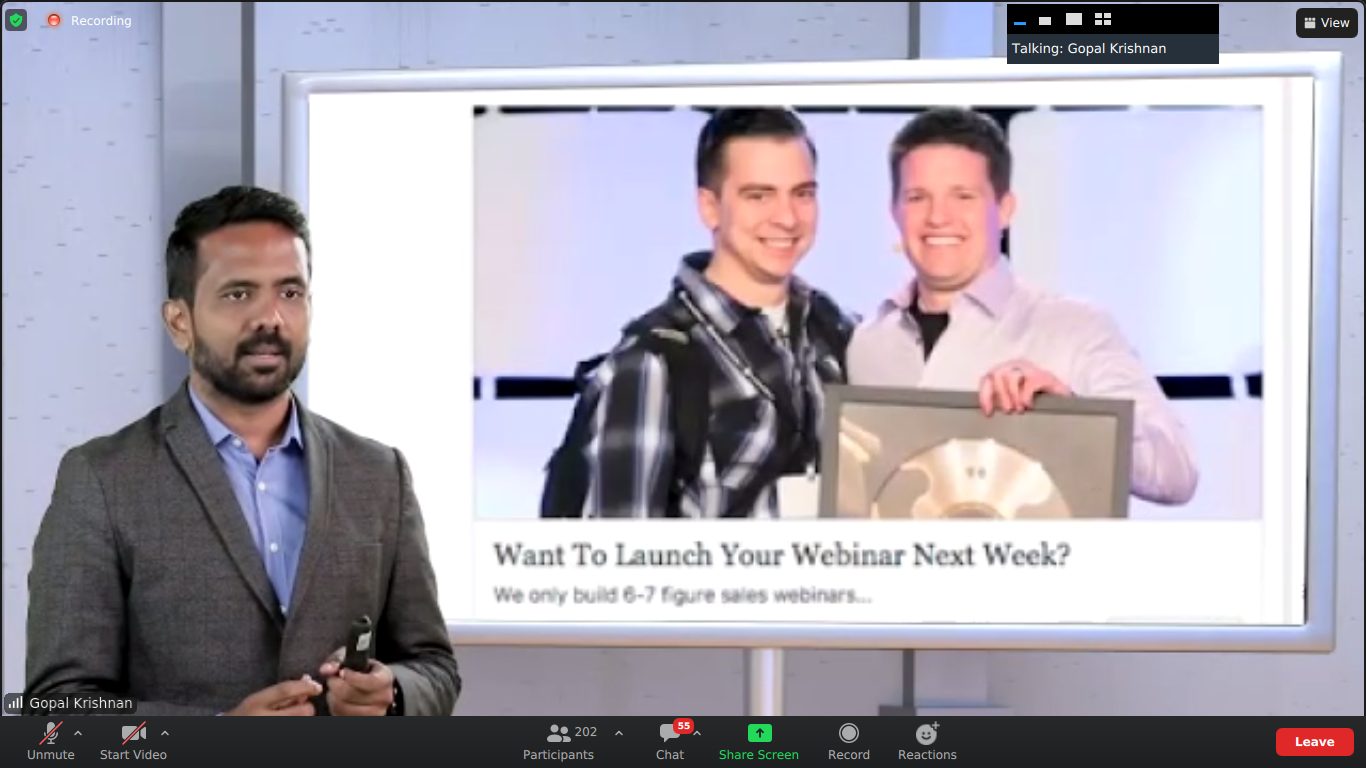 Recording
Talking: Gopal Krishnan
View
Want To Launch Your Webinar Next Week?
We only build 6-7 figure sales webinars...
Gopal Krishnan
Unmute
Start Video
202
Participants
55
Chat
Share Screen
Record
Reactions
Leave